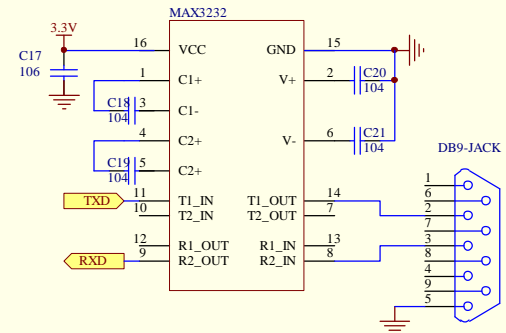 MAX3232
3.3V
C17
106
16 VCC GND 15
1 C1+ V+ 2 C20
104
C18 3 C1-
104
4 C2+ V- 6 C21
104
C19 5 C2+
104
DB9-JACK
TXD 11 T1_IN T1_OUT 14
10 T2_IN T2_OUT 7
12 R1_OUT R1_IN 13
RXD 9 R2_OUT R2_IN 8
1
6
2
7
3
8
4
9
5